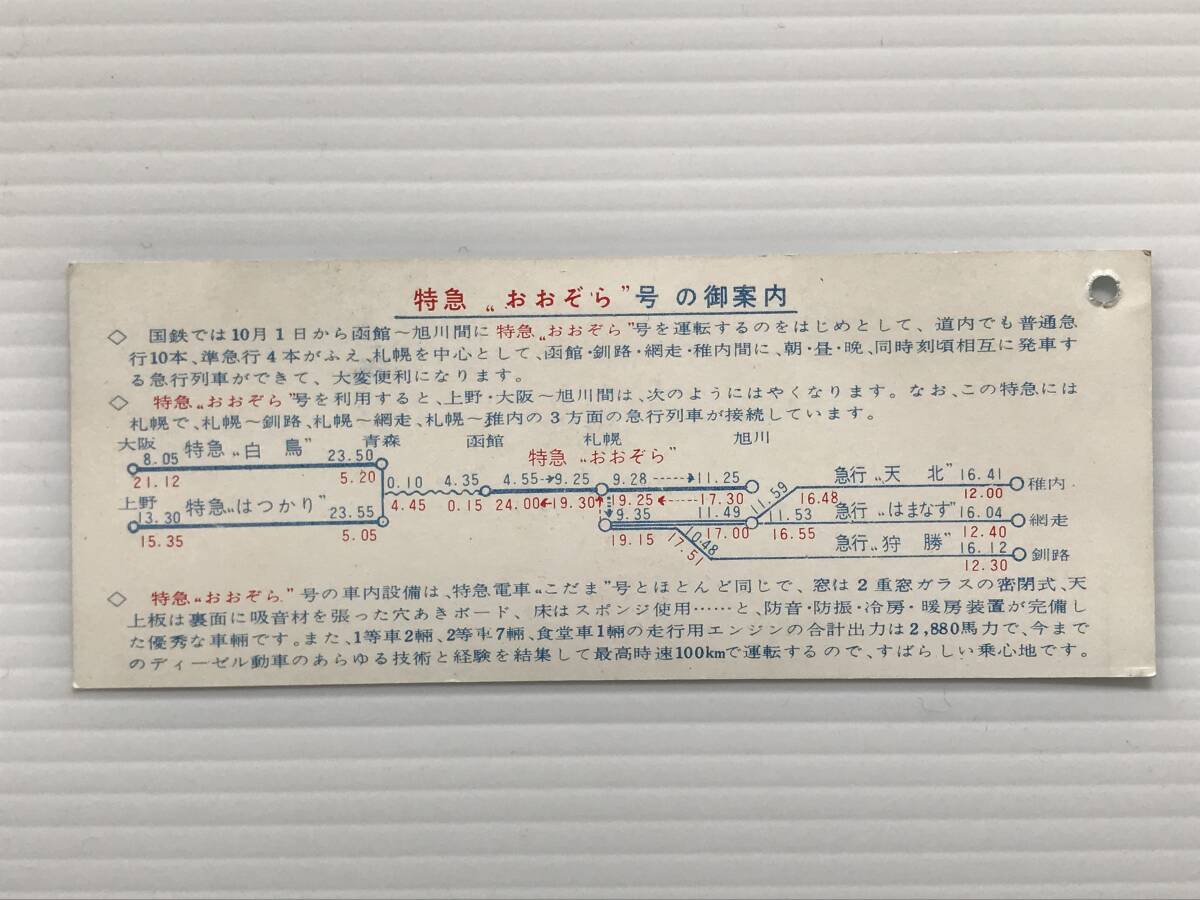 特急 “おおぞら”号 の御案内
◇ 国鉄では10月1日から函館～旭川間に特急“おおぞら”号を運転するのをはじめとして、道内でも普通急
行10本、準急行4本がふえ、札幌を中心として、函館・釧路・網走・稚内間に、朝・昼・晩、同時刻頃相互に発車す
る急行列車ができて、大変便利になります。
◇ 特急“おおぞら”号を利用すると、上野・大阪～旭川間は、次のようにはやくなります。なお、この特急には
札幌で、札幌～釧路、札幌～網走、札幌～稚内の3方面の急行列車が接続しています。
大阪 特急“白鳥” 青森 函館 札幌 旭川
特急“おおぞら”
8.05 23.50 0.10 4.35 4.55→9.25 9.28----→11.25 急行“天北”16.41 稚内
21.12 5.20 4.45 0.15 24.00←19.30 19.25←----17.30 11.59 16.48 12.00
上野 特急“はつかり”
13.30 23.55 9.35 11.49 11.53 急行“はまなす”16.04 網走
15.35 5.05 19.15 17.00 16.55 12.40
10.48 急行“狩勝”16.12 釧路
17.51 12.30
◇ 特急“おおぞら”号の車内設備は、特急電車“こだま”号とほとんど同じで、窓は2重窓ガラスの密閉式、天
上板は裏面に吸音材を張った穴あきボード、床はスポンジ使用……と、防音・防振・冷房・暖房装置が完備し
た優秀な車輛です。また、1等車2輛、2等車7輛、食堂車1輛の走行用エンジンの合計出力は2,880馬力で、今まで
のディーゼル動車のあらゆる技術と経験を結集して最高時速100kmで運転するので、すばらしい乗心地です。